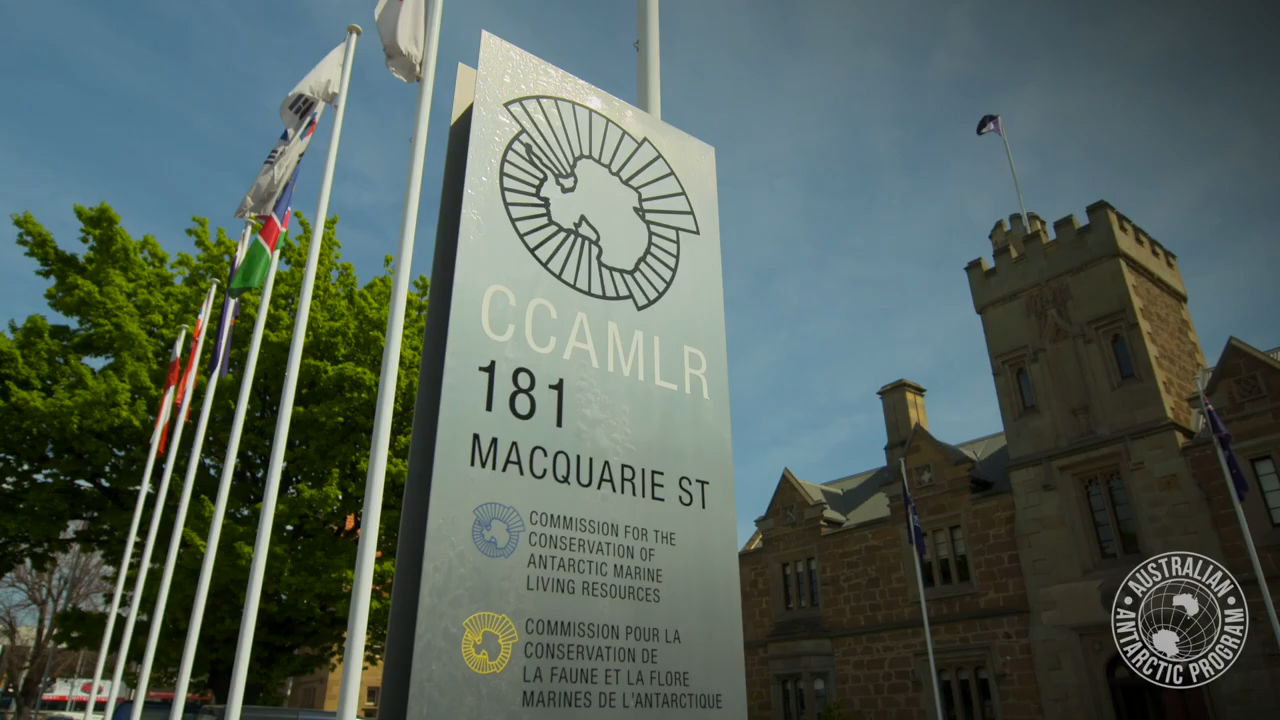 CCAMLR
181
MACQUARIE ST
COMMISSION FOR THE
CONSERVATION OF
ANTARCTIC MARINE
LIVING RESOURCES
COMMISSION POUR LA
CONSERVATION DE
LA FAUNE ET LA FLORE
MARINES DE L'ANTARCTIQUE
AUSTRALIAN
ANTARCTIC PROGRAM